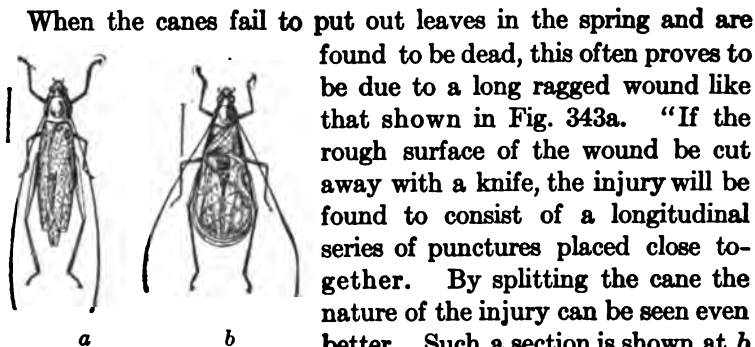 When the canes fail to put out leaves in the spring and are
found to be dead, this often proves to
be due to a long ragged wound like
that shown in Fig. 343a. "If the
rough surface of the wound be cut
away with a knife, the injury will be
found to consist of a longitudinal
series of punctures placed close to-
gether. By splitting the cane the
nature of the injury can be seen even
better. Such a section is shown at b
a b